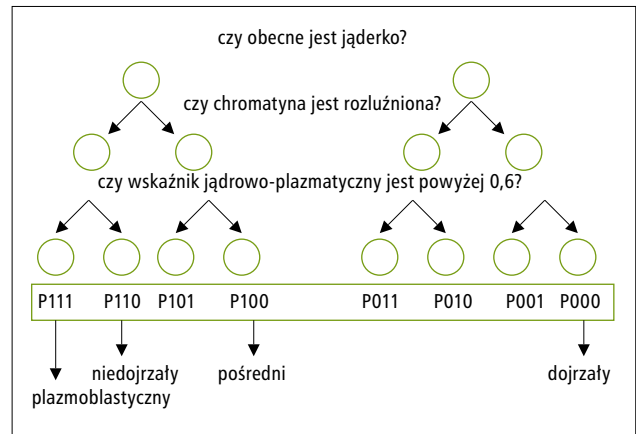 czy obecne jest jąderko?
czy chromatyna jest rozluźniona?
czy wskaźnik jądrowo-plazmatyczny jest powyżej 0,6?
P111 P110 P101 P100 P011 P010 P001 P000
niedojrzały pośredni dojrzały
plazmoblastyczny